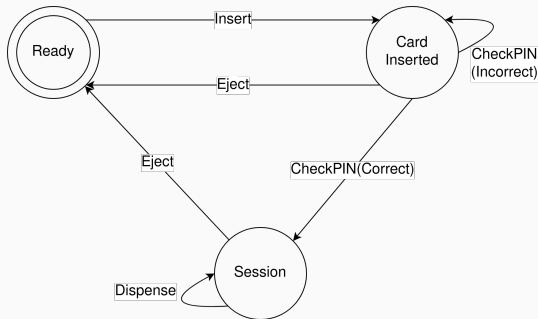 Insert
Ready
Card
Inserted
CheckPIN
(Incorrect)
Eject
Eject
CheckPIN(Correct)
Session
Dispense